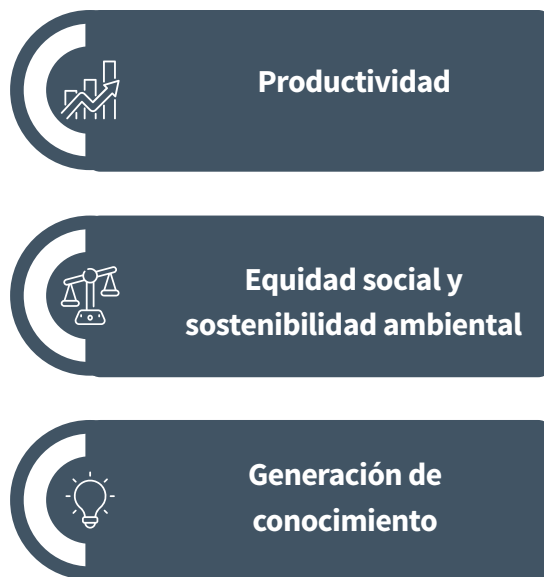 Productividad
Equidad social y
sostenibilidad ambiental
Generación de
conocimiento